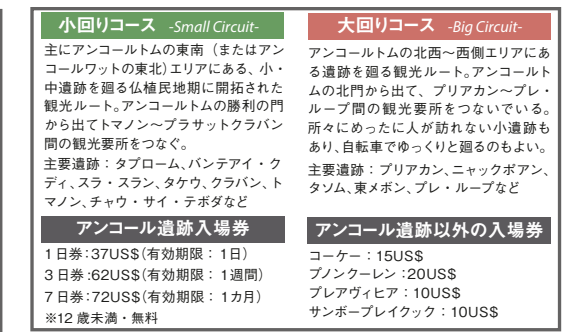 小回りコース -Small Circuit-
主にアンコールトムの東南（またはアン
コールワットの東北）エリアにある、小・
中遺跡を廻る仏植民地期に開拓された
観光ルート。アンコールトムの勝利の門
から出てトマノン～プラサットクラバン
間の観光要所をつなぐ。
主要遺跡：タプローム、バンテアイ・ク
ディ、スラ・スラン、タケウ、クラバン、ト
マノン、チャウ・サイ・テボダなど
アンコール遺跡入場券
1日券：37US$（有効期限：1日）
3日券：62US$（有効期限：1週間）
7日券：72US$（有効期限：1カ月）
※12歳未満・無料
大回りコース -Big Circuit-
アンコールトムの北西～西側エリアにあ
る遺跡を廻る観光ルート。アンコールト
ムの北門から出て、プリアカン～プレ・
ループ間の観光要所をつないでいる。
所々にめったに人が訪れない小遺跡も
あり、自転車でゆっくりと廻るのもよい。
主要遺跡：プリアカン、ニャックポアン、
タソム、東メボン、プレ・ループなど
アンコール遺跡以外の入場券
コーケー：15US$
プノンクーレン：20US$
プレアヴィヒア：10US$
サンボープレイクック：10US$